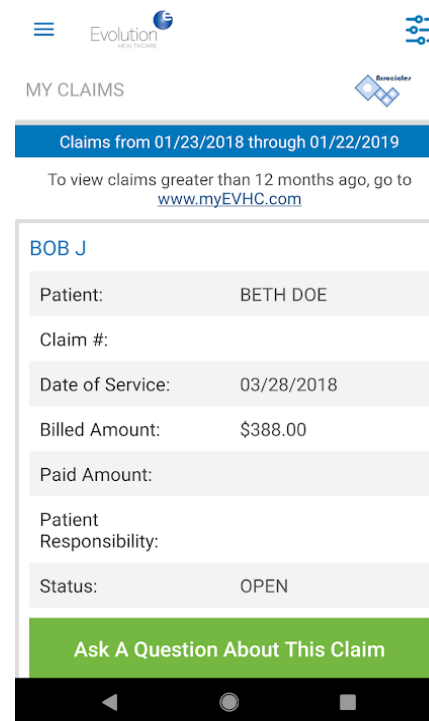 Evolution
HEALTHCARE
MY CLAIMS
Associates
Claims from 01/23/2018 through 01/22/2019
To view claims greater than 12 months ago, go to
www.myEVHC.com
BOB J
Patient: BETH DOE
Claim #:
Date of Service: 03/28/2018
Billed Amount: $388.00
Paid Amount:
Patient
Responsibility:
Status: OPEN
Ask A Question About This Claim